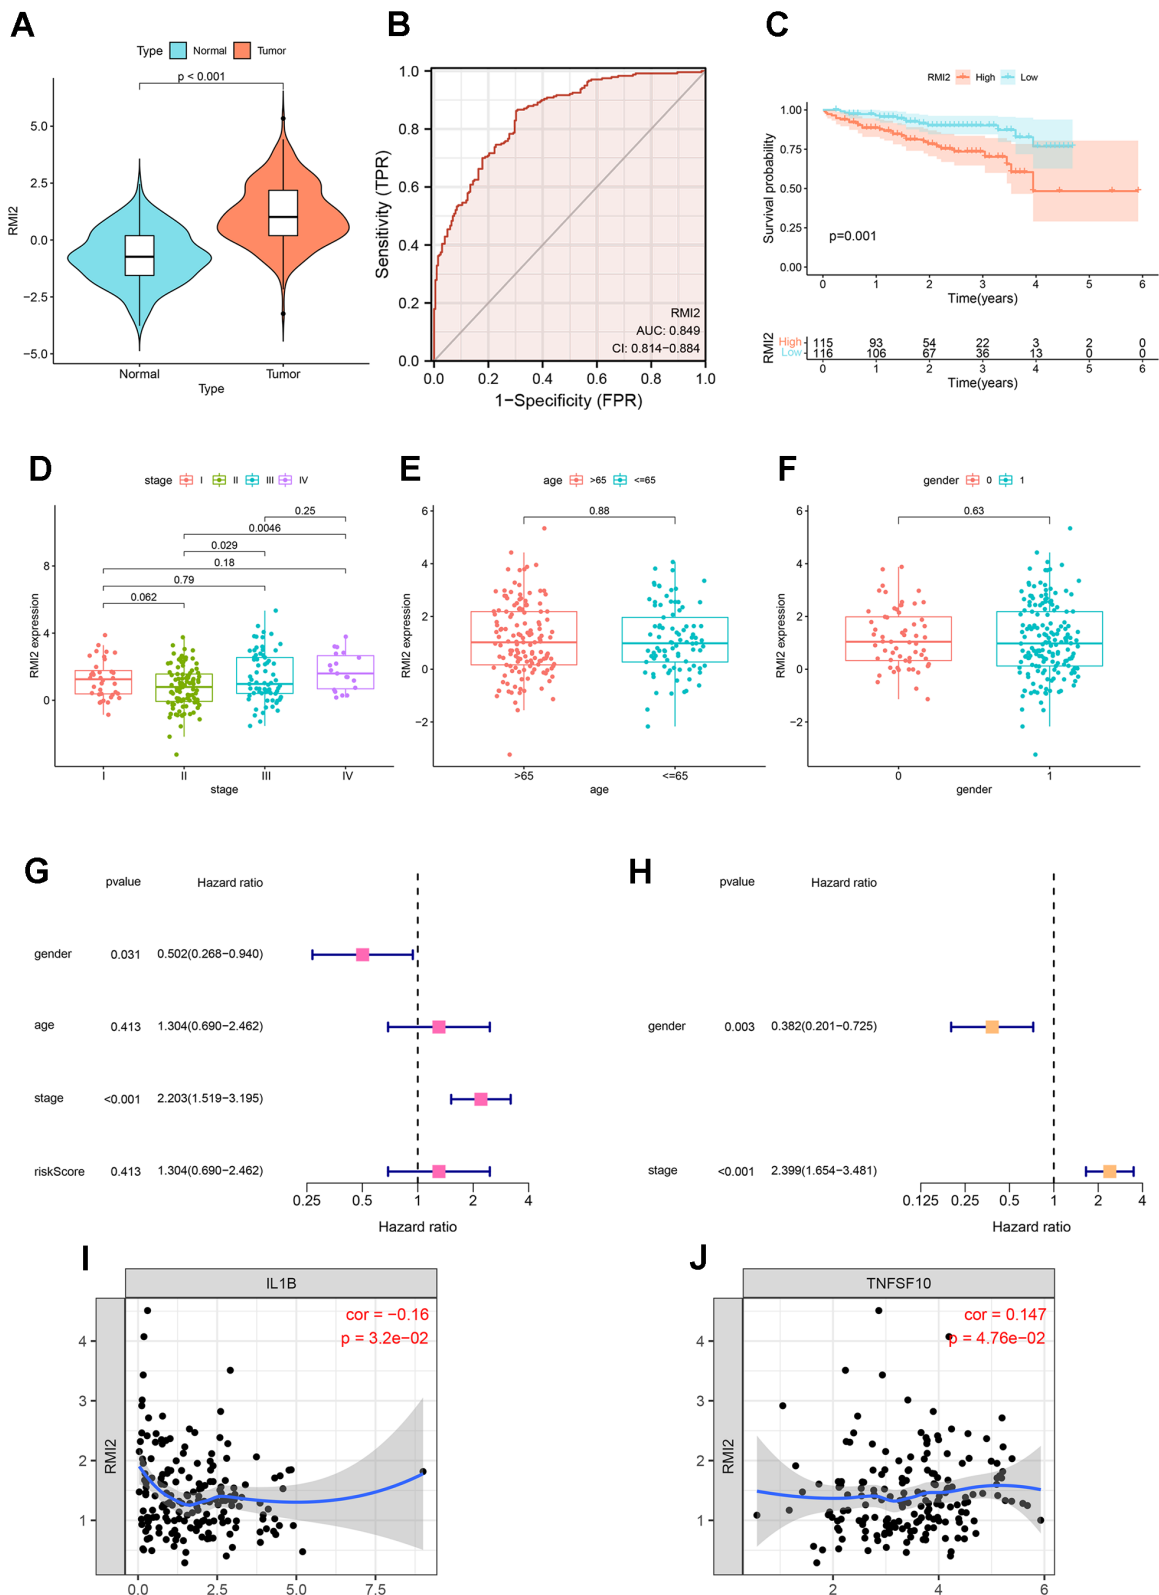 A
Type Normal Tumor
p < 0.001
RMI2
5.0
2.5
0.0
−2.5
−5.0
Normal Tumor
Type
B
Sensitivity (TPR)
1.0
0.8
0.6
0.4
0.2
0.0
RMI2
AUC: 0.849
CI: 0.814−0.884
0.0 0.2 0.4 0.6 0.8 1.0
1−Specificity (FPR)
C
RMI2 High Low
Survival probability
1.00
0.75
0.50
0.25
0.00
p=0.001
0 1 2 3 4 5 6
Time(years)
RMI2
High 115 93 54 22 3 2 0
Low 116 106 67 36 13 0 0
0 1 2 3 4 5 6
Time(years)
D
stage I II III IV
0.25
0.0046
0.029
0.18
0.79
0.062
RMI2 expression
8
4
0
I II III IV
stage
E
age >65 <=65
0.88
RMI2 expression
6
4
2
0
−2
>65 <=65
age
F
gender 0 1
0.63
RMI2 expression
6
4
2
0
−2
0 1
gender
G
pvalue Hazard ratio
gender 0.031 0.502(0.268−0.940)
age 0.413 1.304(0.690−2.462)
stage <0.001 2.203(1.519−3.195)
riskScore 0.413 1.304(0.690−2.462)
0.25 0.5 1 2 4
Hazard ratio
H
pvalue Hazard ratio
gender 0.003 0.382(0.201−0.725)
stage <0.001 2.399(1.654−3.481)
0.125 0.25 0.5 1 2 4
Hazard ratio
I
IL1B
cor = −0.16
p = 3.2e−02
RMI2
4
3
2
1
0.0 2.5 5.0 7.5
J
TNFSF10
cor = 0.147
p = 4.76e−02
RMI2
4
3
2
1
2 4 6